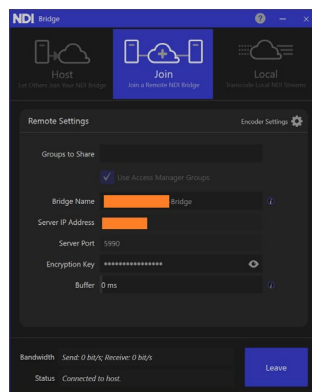 NDI Bridge
Host
Let Others Join Your NDI Bridge
Join
Join a Remote NDI Bridge
Local
Transcode Local NDI Streams
Remote Settings
Encoder Settings
Groups to Share
Use Access Manager Groups
Bridge Name Bridge
Server IP Address
Server Port 5990
Encryption Key ****************
Buffer 0 ms
Bandwidth Send: 0 bit/s; Receive: 0 bit/s
Status Connected to host.
Leave